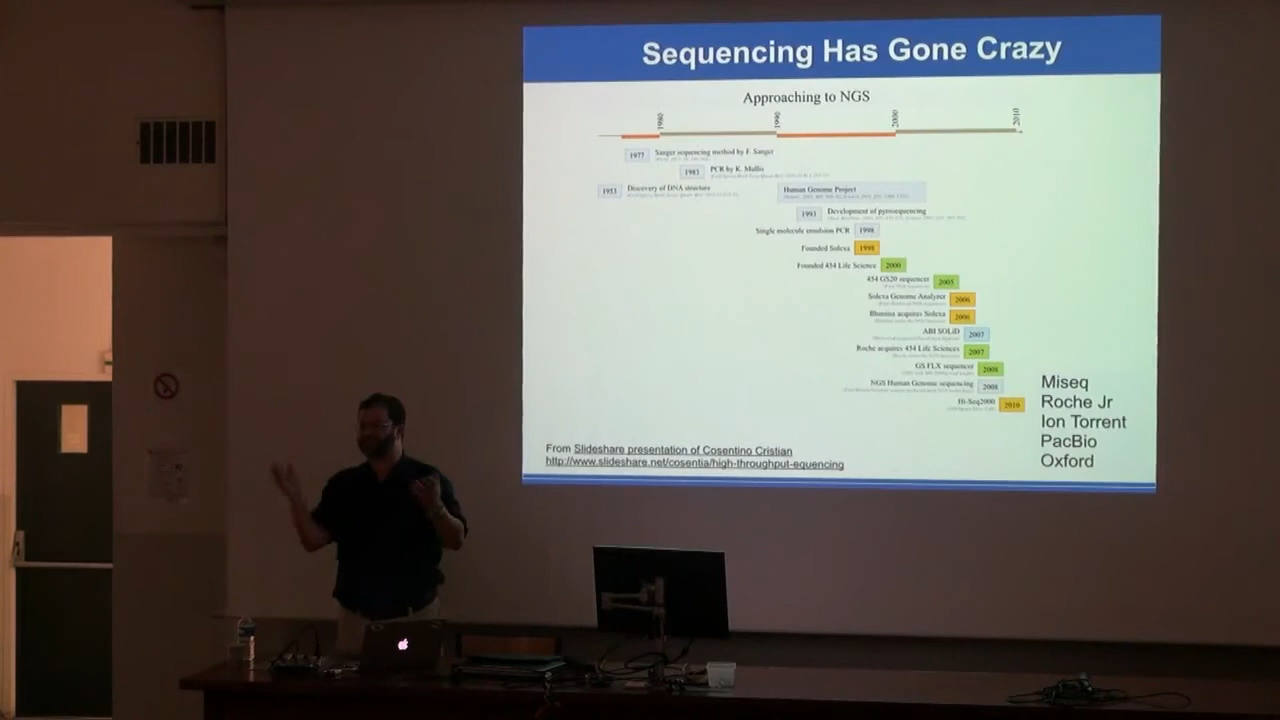 Sequencing Has Gone Crazy
Approaching to NGS
1980
1990
2000
2010
1977 Sanger sequencing method by F. Sanger
1983 PCR by K. Mullis
1953 Discovery of DNA structure
Human Genome Project
1993 Development of pyrosequencing
Single molecule emulsion PCR 1998
Founded Solexa 1998
Founded 454 Life Science 2000
454 GS20 sequencer 2005
Solexa Genome Analyzer 2006
Illumina acquires Solexa 2006
ABI SOLiD 2007
Roche acquires 454 Life Sciences 2007
GS FLX sequencer 2008
NGS Human Genome sequencing 2008
Hi-Seq2000 2010
Miseq
Roche Jr
Ion Torrent
PacBio
Oxford
From Slideshare presentation of Cosentino Cristian
http://www.slideshare.net/cosentia/high-throughput-equencing